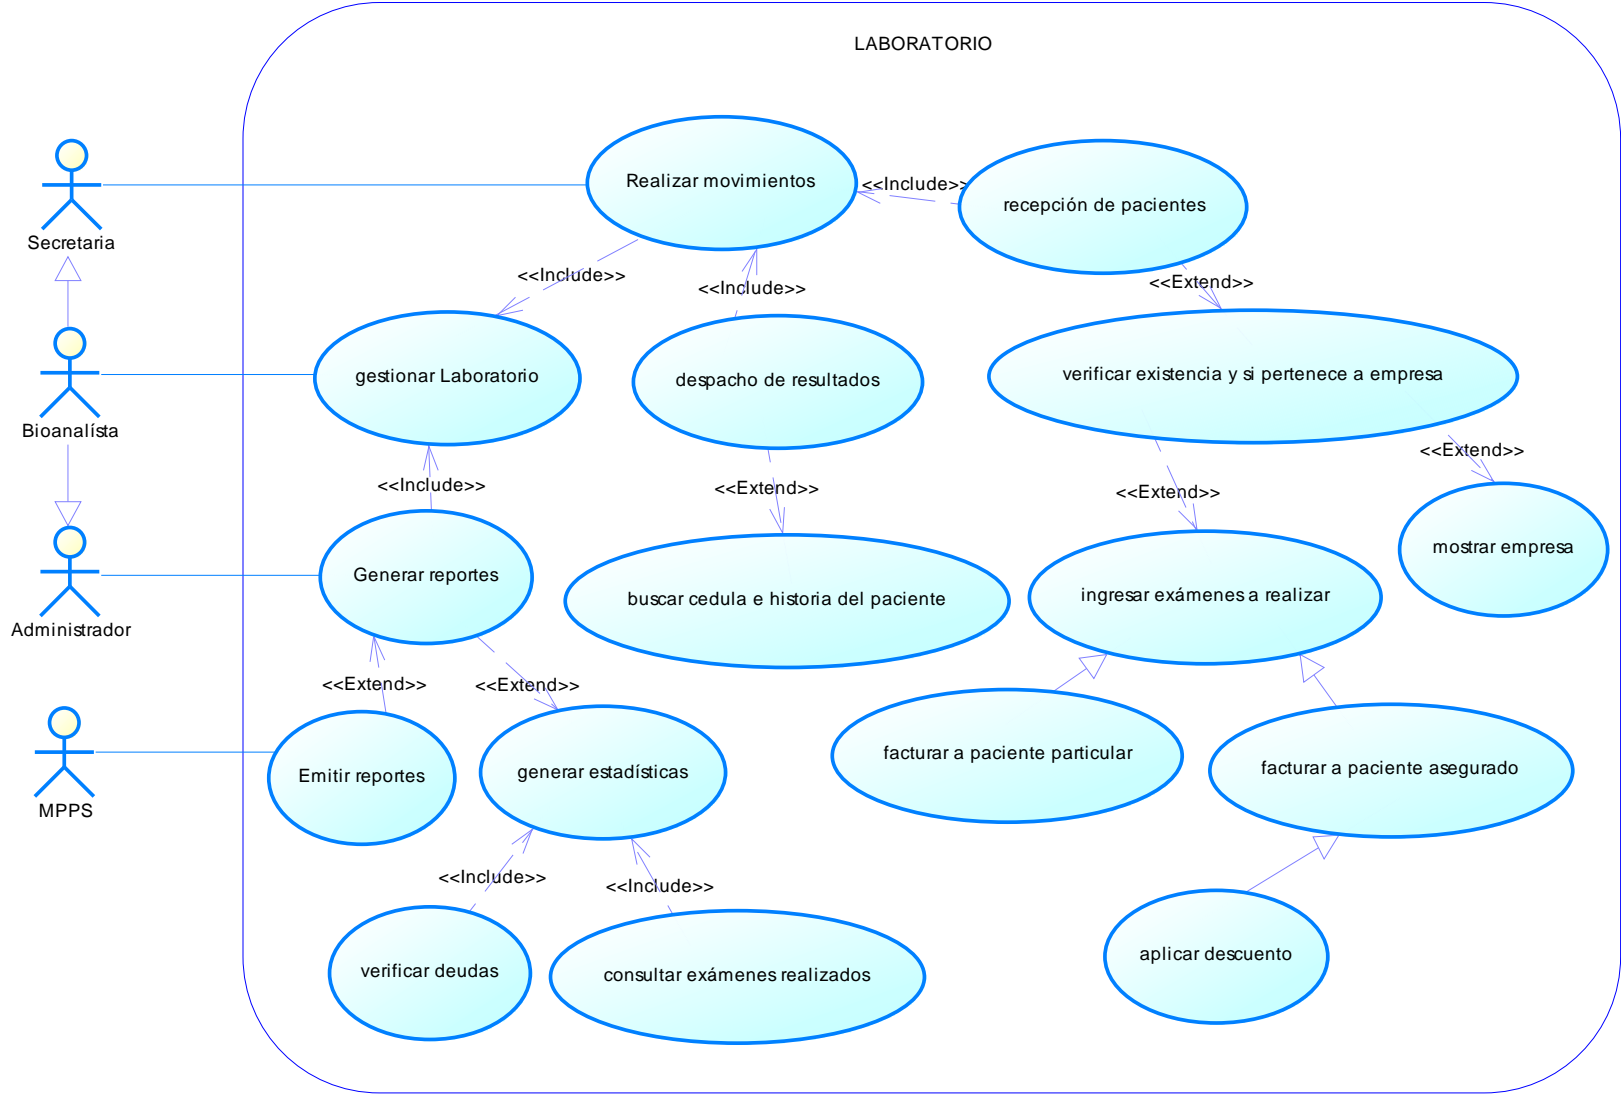 LABORATORIO
Realizar movimientos
<<Include>>
recepción de pacientes
Secretaria
<<Include>>
<<Include>>
<<Extend>>
gestionar Laboratorio
despacho de resultados
verificar existencia y si pertenece a empresa
Bioanalísta
<<Include>>
<<Extend>>
<<Extend>>
<<Extend>>
Generar reportes
buscar cedula e historia del paciente
ingresar exámenes a realizar
mostrar empresa
Administrador
<<Extend>>
<<Extend>>
Emitir reportes
generar estadísticas
facturar a paciente particular
facturar a paciente asegurado
MPPS
<<Include>>
<<Include>>
verificar deudas
consultar exámenes realizados
aplicar descuento